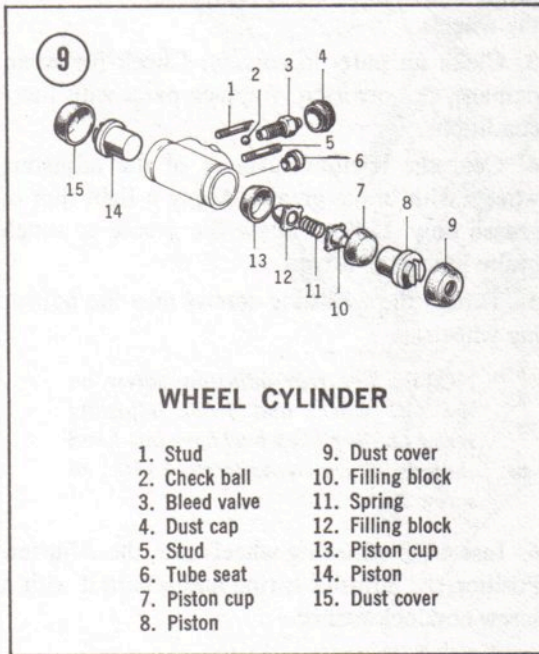 9
1
2
3
4
5
6
7
8
9
10
11
12
13
14
15
WHEEL CYLINDER
1. Stud
2. Check ball
3. Bleed valve
4. Dust cap
5. Stud
6. Tube seat
7. Piston cup
8. Piston
9. Dust cover
10. Filling block
11. Spring
12. Filling block
13. Piston cup
14. Piston
15. Dust cover